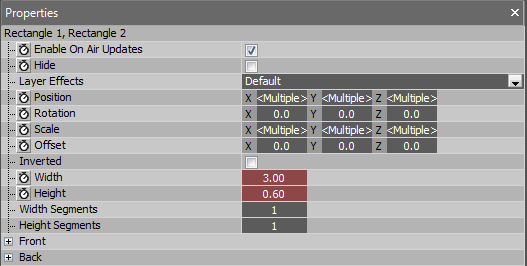 Properties
Rectangle 1, Rectangle 2
Enable On Air Updates
Hide
Layer Effects Default
Position X <Multiple> Y <Multiple> Z <Multiple>
Rotation X 0.0 Y 0.0 Z 0.0
Scale X <Multiple> Y <Multiple> Z <Multiple>
Offset X 0.0 Y 0.0 Z 0.0
Inverted
Width 3.00
Height 0.60
Width Segments 1
Height Segments 1
Front
Back